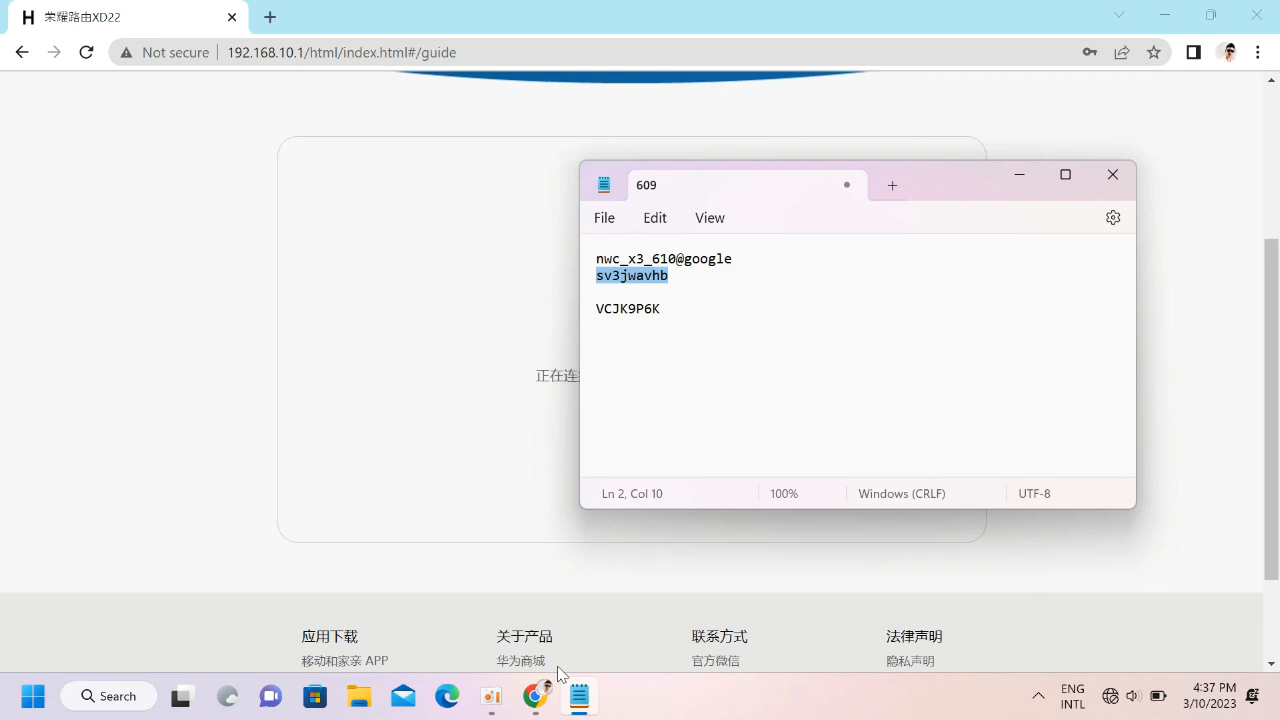 荣耀路由XD22
Not secure
192.168.10.1/html/index.html#/guide
609
File Edit View
nwc_x3_610@google
sv3jwavhb
VCJK9P6K
正在连
Ln 2, Col 10 100% Windows (CRLF) UTF-8
应用下载 关于产品 联系方式 法律声明
移动和家亲 APP 华为商城 官方微信 隐私声明
Search
ENG
INTL
4:37 PM
3/10/2023